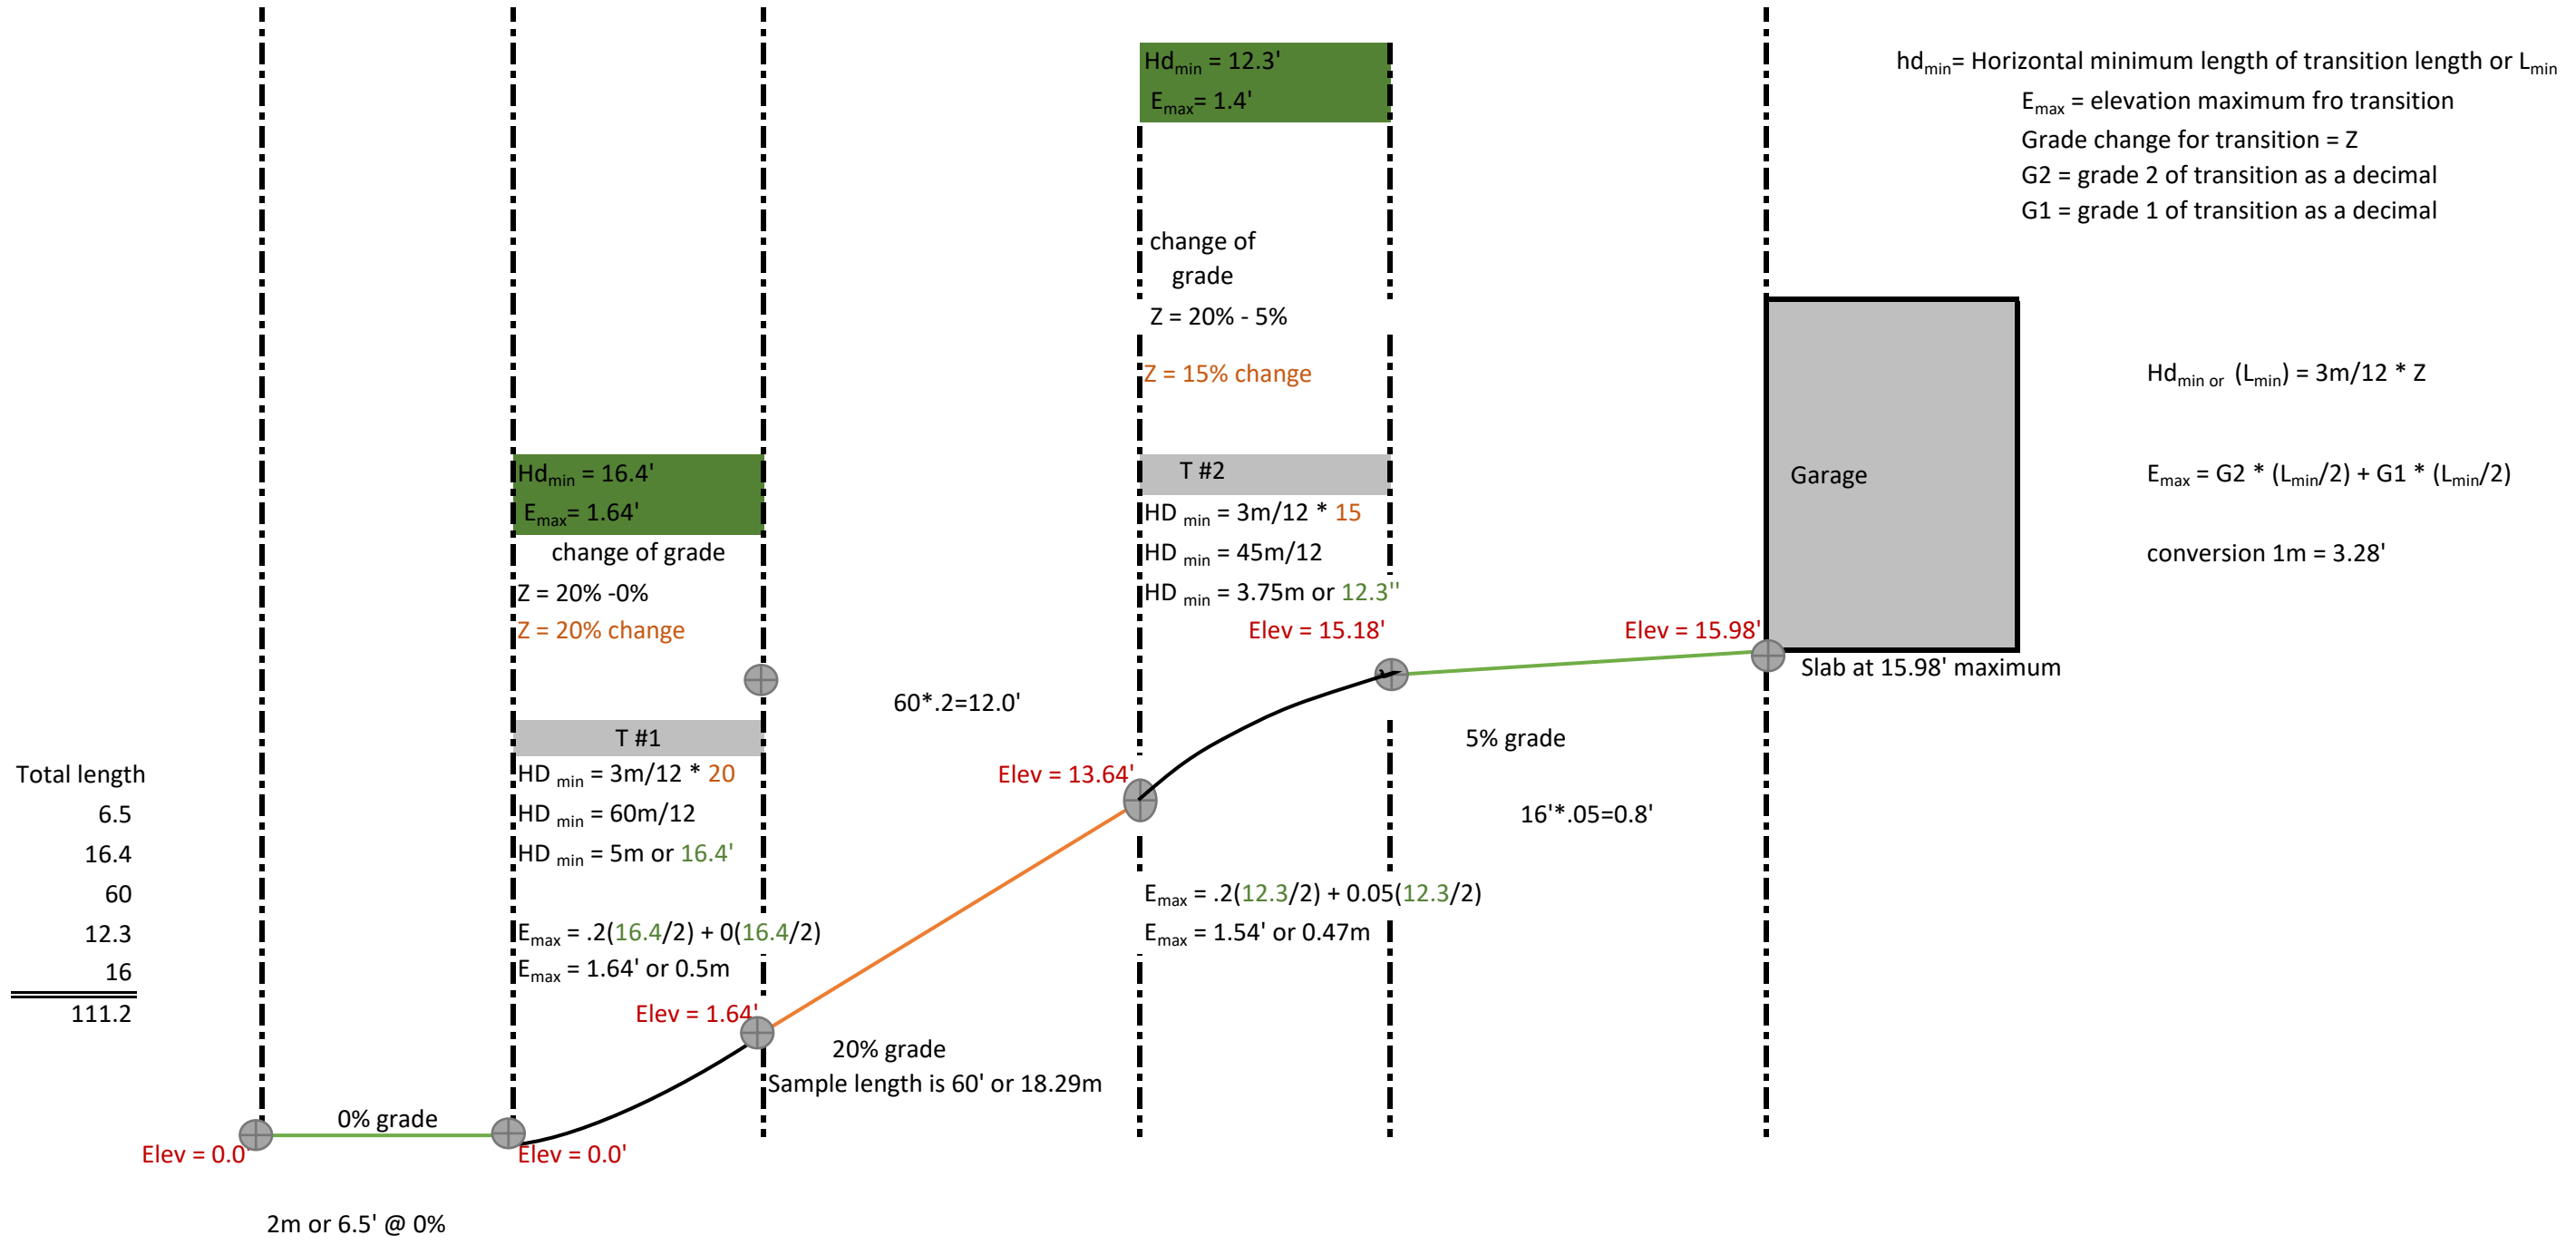 Hdmin = 12.3'
Emax= 1.4'
hdmin= Horizontal minimum length of transition length or Lmin
Emax = elevation maximum fro transition
Grade change for transition = Z
G2 = grade 2 of transition as a decimal
G1 = grade 1 of transition as a decimal
change of
grade
Z = 20% - 5%
Z = 15% change
Hdmin or (Lmin) = 3m/12 * Z
Emax = G2 * (Lmin/2) + G1 * (Lmin/2)
conversion 1m = 3.28'
Hdmin = 16.4'
Emax= 1.64'
change of grade
Z = 20% -0%
Z = 20% change
T #2
HD min = 3m/12 * 15
HD min = 45m/12
HD min = 3.75m or 12.3''
Elev = 15.18'
Elev = 15.98'
Garage
Slab at 15.98' maximum
60*.2=12.0'
T #1
HD min = 3m/12 * 20
HD min = 60m/12
HD min = 5m or 16.4'
Emax = .2(16.4/2) + 0(16.4/2)
Emax = 1.64' or 0.5m
Elev = 1.64'
Elev = 13.64'
5% grade
16'*.05=0.8'
Emax = .2(12.3/2) + 0.05(12.3/2)
Emax = 1.54' or 0.47m
Total length
6.5
16.4
60
12.3
16
111.2
20% grade
Sample length is 60' or 18.29m
0% grade
Elev = 0.0'
Elev = 0.0'
2m or 6.5' @ 0%